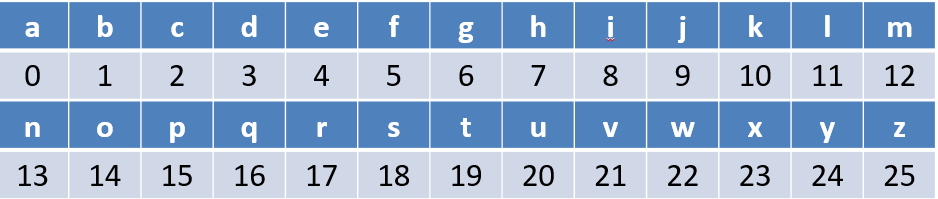 a b c d e f g h i j k l m
0 1 2 3 4 5 6 7 8 9 10 11 12
n o p q r s t u v w x y z
13 14 15 16 17 18 19 20 21 22 23 24 25